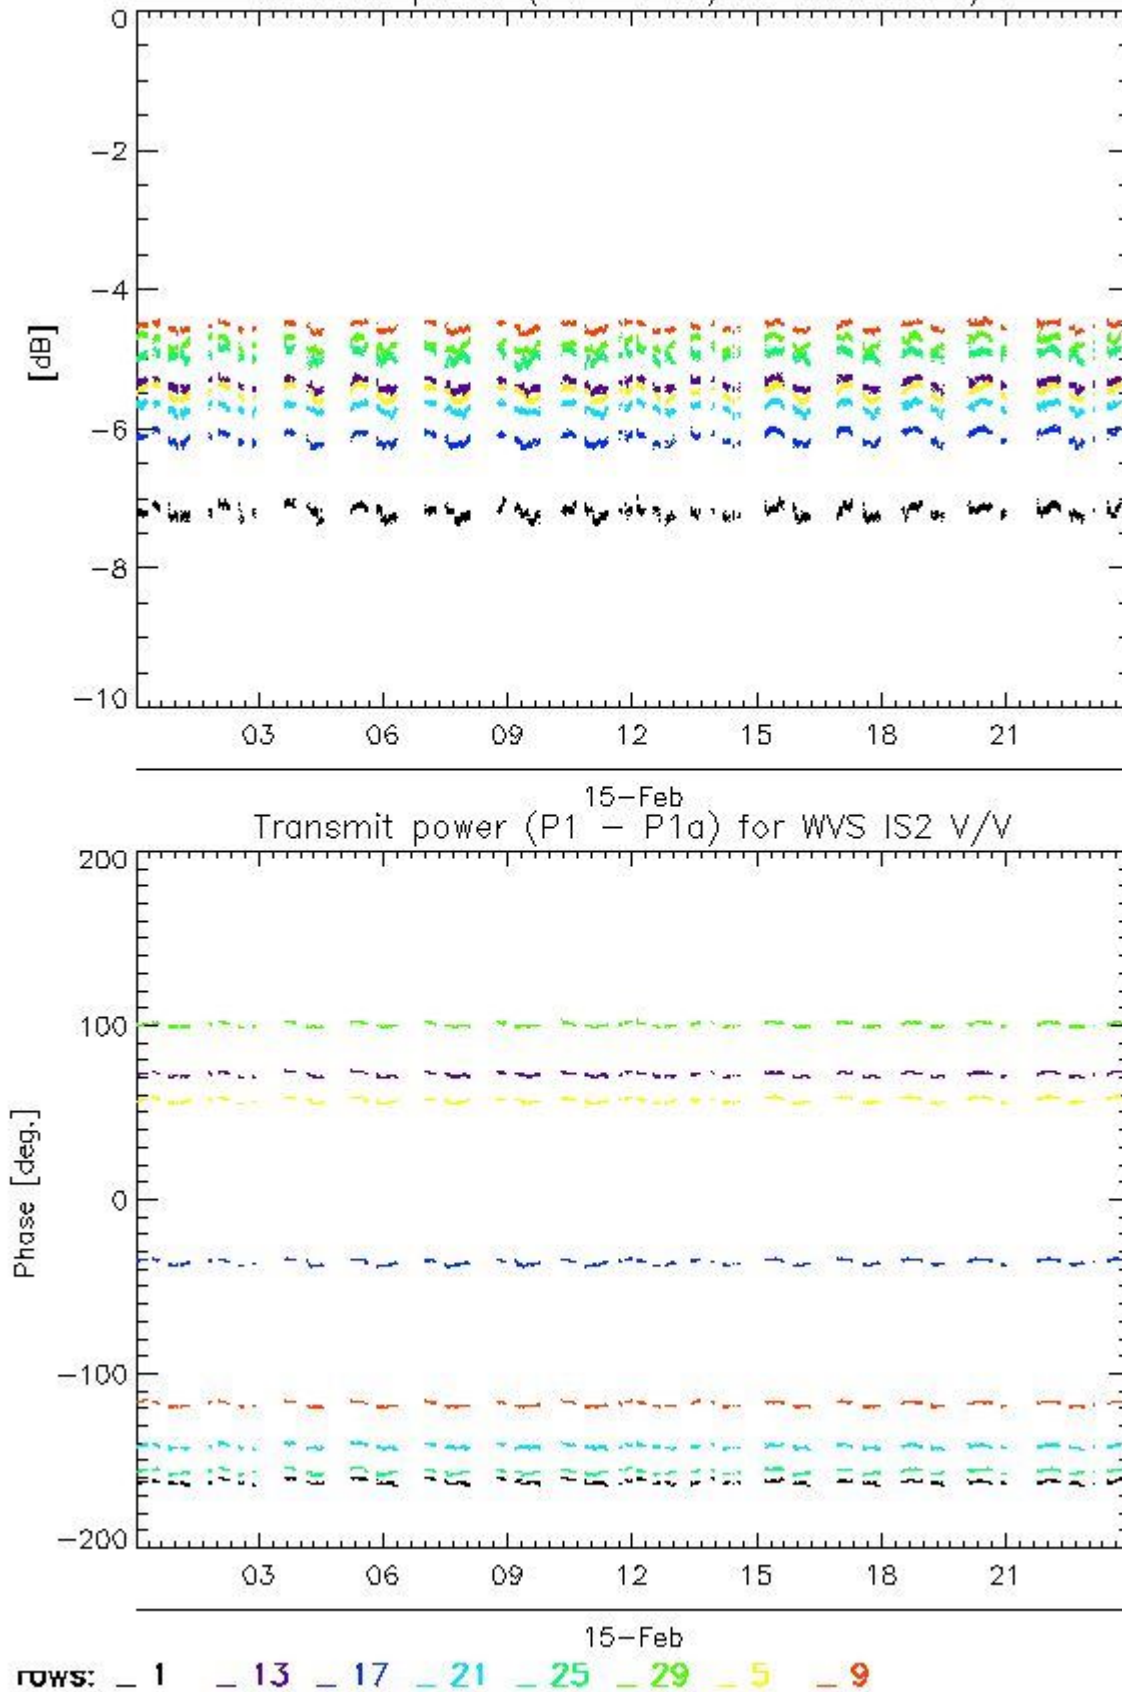 0
−2
−4
[dB]
−6
−8
−10
03 06 09 12 15 18 21
15−Feb
Transmit power (P1 − P1a) for WVS IS2 V/V
200
100
0
Phase [deg.]
−100
−200
03 06 09 12 15 18 21
15−Feb
rows: _ 1 _ 13 _ 17 _ 21 _ 25 _ 29 _ 5 _ 9